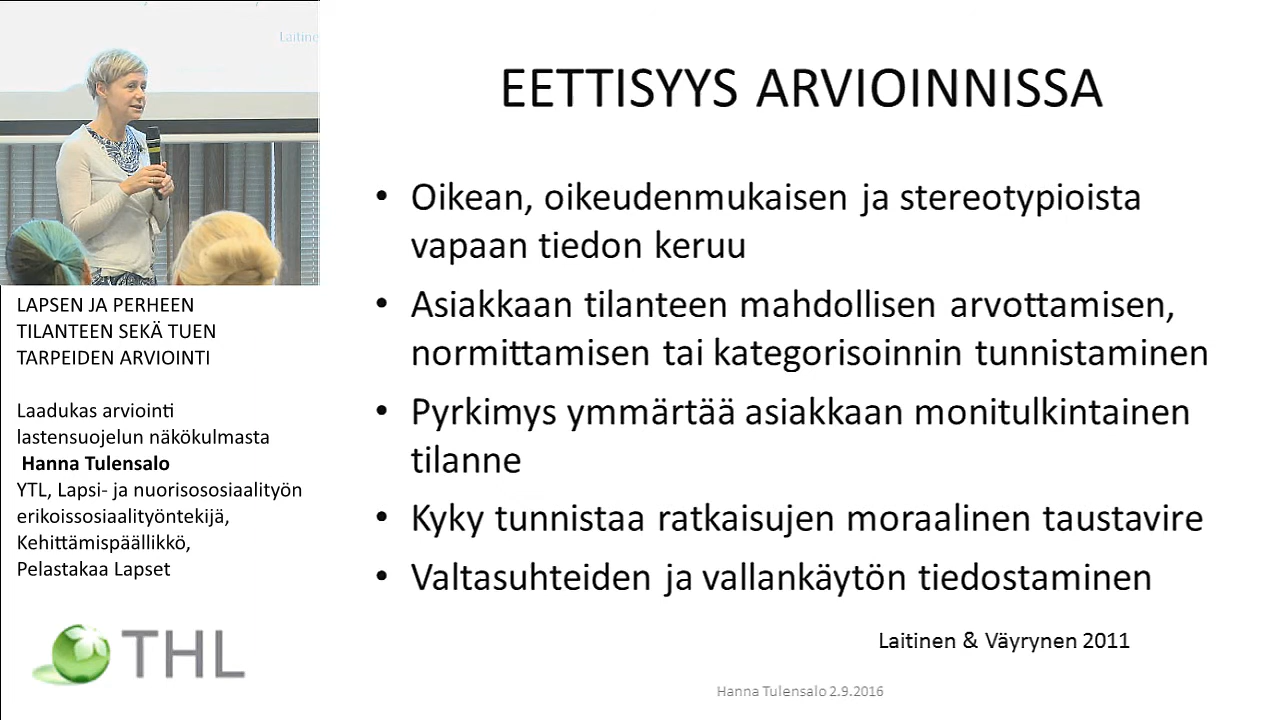 Laitine
EETTISYYS ARVIOINNISSA
• Oikean, oikeudenmukaisen ja stereotypioista
vapaan tiedon keruu
• Asiakkaan tilanteen mahdollisen arvottamisen,
normittamisen tai kategorisoinnin tunnistaminen
• Pyrkimys ymmärtää asiakkaan monitulkintainen
tilanne
• Kyky tunnistaa ratkaisujen moraalinen taustavire
• Valtasuhteiden ja vallankäytön tiedostaminen
Laitinen & Väyrynen 2011
Hanna Tulensalo 2.9.2016
LAPSEN JA PERHEEN
TILANTEEN SEKÄ TUEN
TARPEIDEN ARVIOINTI
Laadukas arviointi
lastensuojelun näkökulmasta
Hanna Tulensalo
YTL, Lapsi- ja nuorisososiaalityön
erikoissosiaalityöntekijä,
Kehittämispäällikkö,
Pelastakaa Lapset
THL